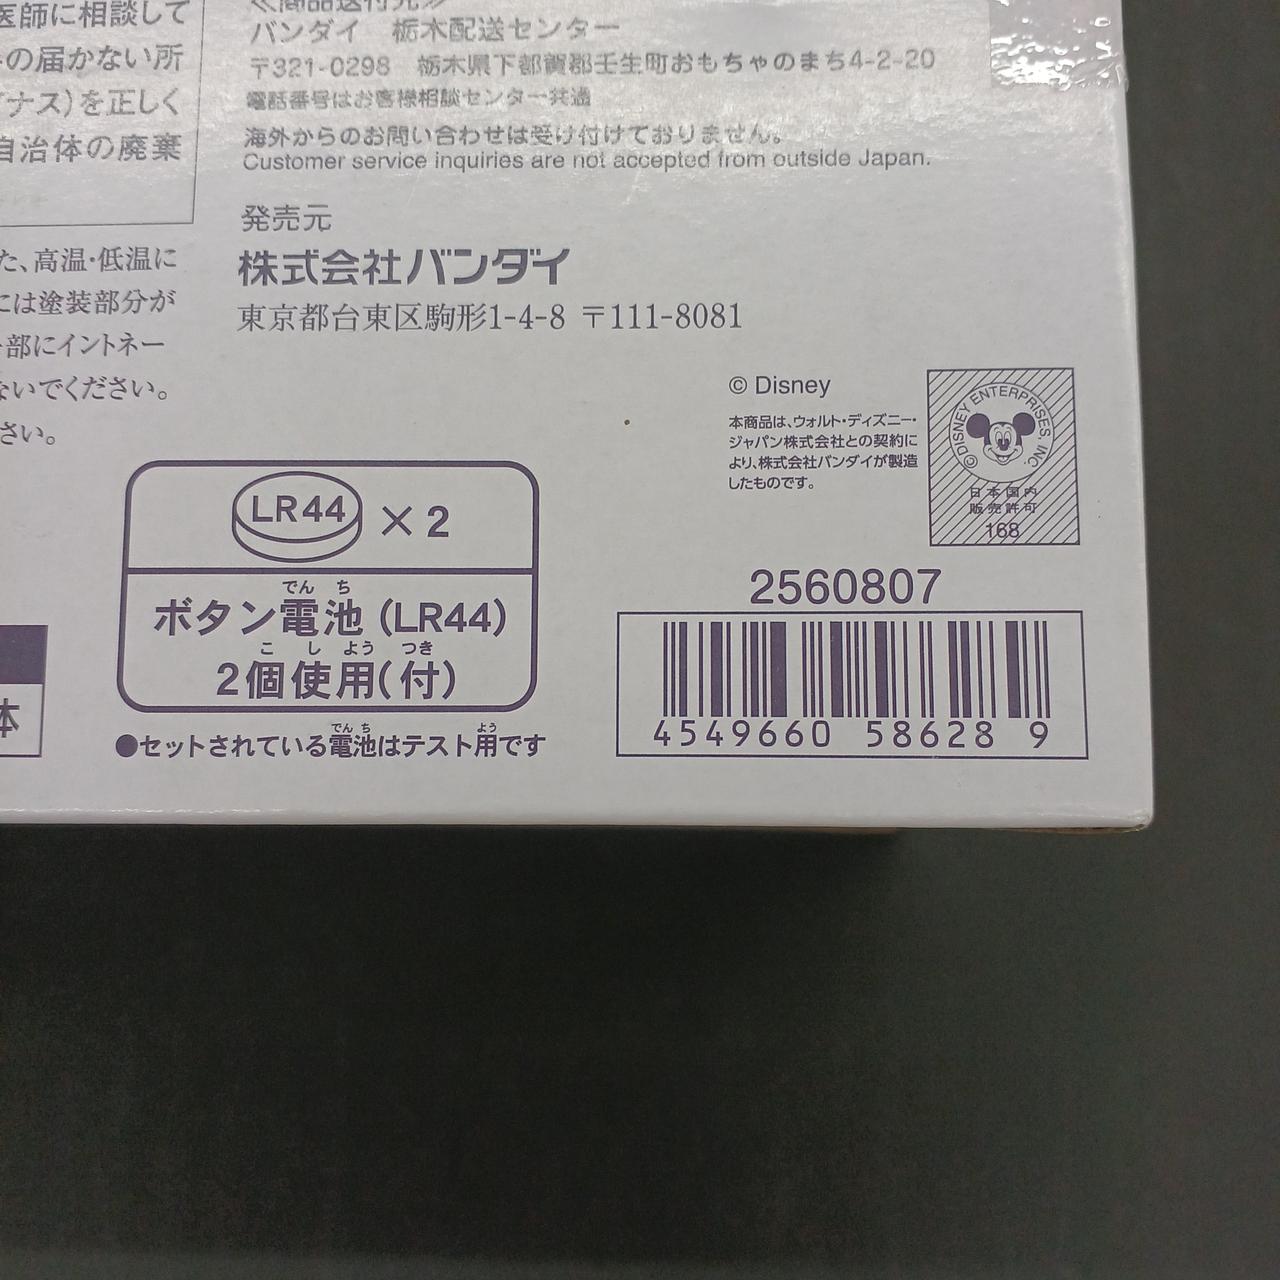 医師に相談して
の届かない所
ナス)を正しく
自治体の廃棄
た、高温・低温に
には塗装部分が
部にイントネー
ないでください。
さい。
体
≪商品送付先≫
バンダイ 栃木配送センター
〒321-0298 栃木県下都賀郡壬生町おもちゃのまち4-2-20
電話番号はお客様相談センター共通
海外からのお問い合わせは受け付けておりません。
Customer service inquiries are not accepted from outside Japan.
発売元
株式会社バンダイ
東京都台東区駒形1-4-8 〒111-8081
© Disney
本商品は、ウォルト・ディズニー・
ジャパン株式会社との契約に
より、株式会社バンダイが製造
したものです。
©DISNEY ENTERPRISES, INC.
日本国内
販売許可
168
LR44 ×2
でん ち
ボタン電池(LR44)
こ し よう つき
2個使用(付)
でん ち よう
●セットされている電池はテスト用です
2560807
4549660 58628 9